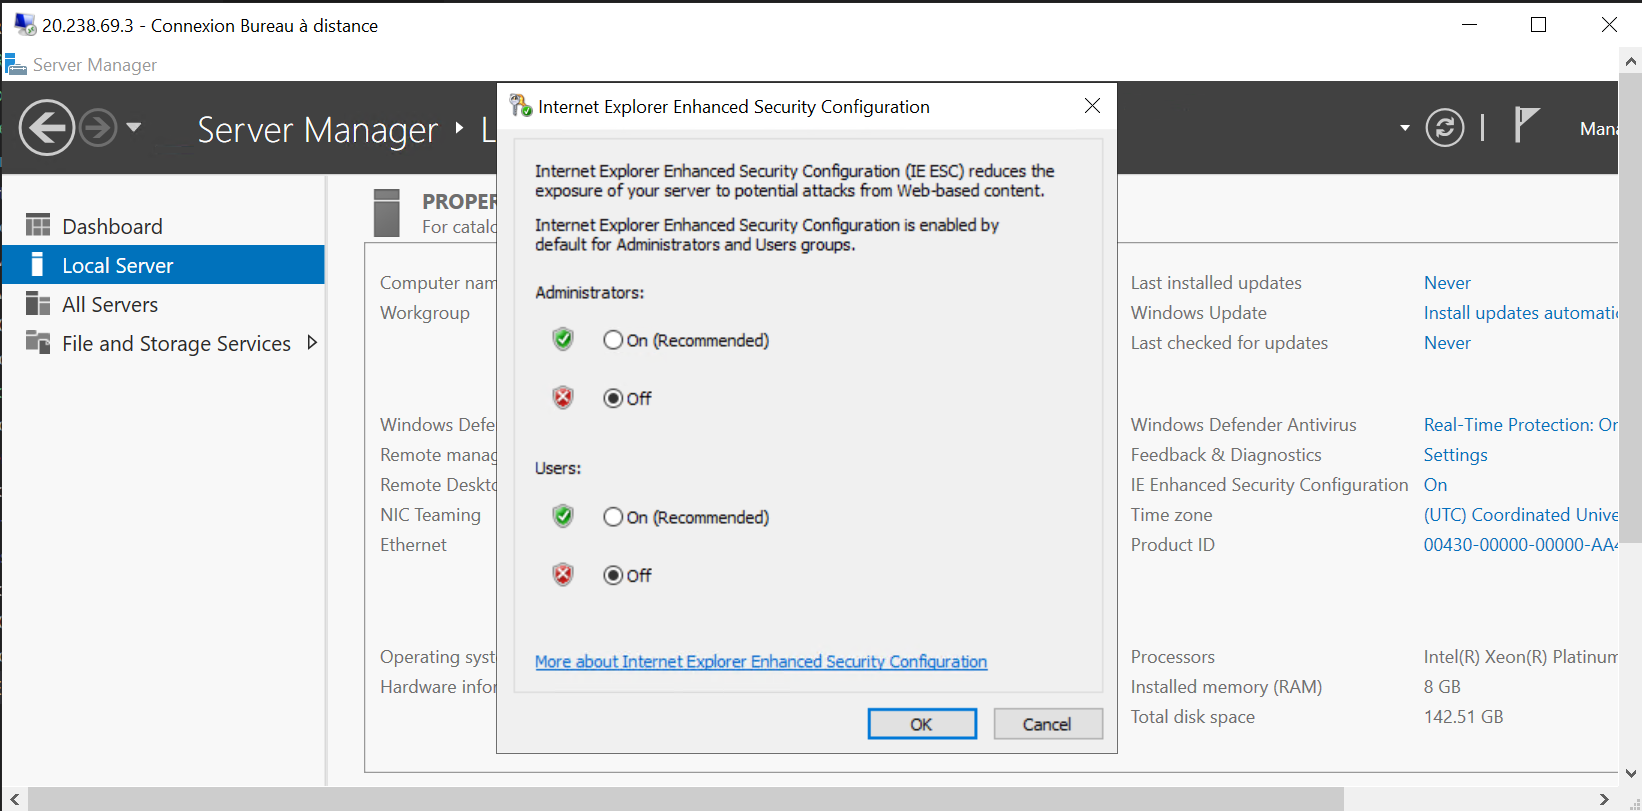 20.238.69.3 - Connexion Bureau à distance
Server Manager
Server Manager
Internet Explorer Enhanced Security Configuration
Internet Explorer Enhanced Security Configuration (IE ESC) reduces the
exposure of your server to potential attacks from Web-based content.
Internet Explorer Enhanced Security Configuration is enabled by
default for Administrators and Users groups.
Administrators:
On (Recommended)
Off
Users:
On (Recommended)
Off
More about Internet Explorer Enhanced Security Configuration
OK
Cancel
Dashboard
Local Server
All Servers
File and Storage Services
PROPER
For catalo
Computer nam
Workgroup
Windows Defe
Remote manag
Remote Deskto
NIC Teaming
Ethernet
Operating syst
Hardware infor
Mana
Last installed updates Never
Windows Update Install updates automatic
Last checked for updates Never
Windows Defender Antivirus Real-Time Protection: On
Feedback & Diagnostics Settings
IE Enhanced Security Configuration On
Time zone (UTC) Coordinated Unive
Product ID 00430-00000-00000-AA4
Processors Intel(R) Xeon(R) Platinum
Installed memory (RAM) 8 GB
Total disk space 142.51 GB